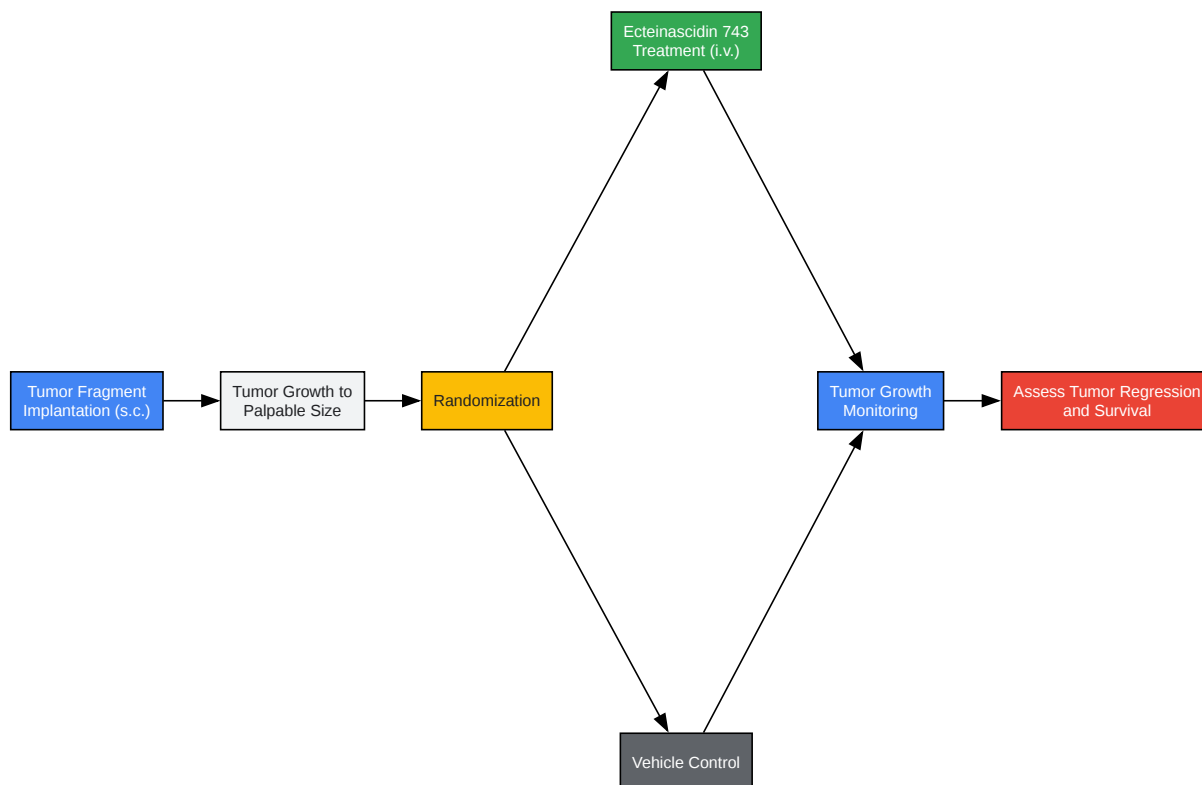 Ecteinascidin 743
Treatment (i.v.)
Tumor Fragment
Implantation (s.c.)
Tumor Growth to
Palpable Size
Randomization
Tumor Growth
Monitoring
Assess Tumor Regression
and Survival
Vehicle Control